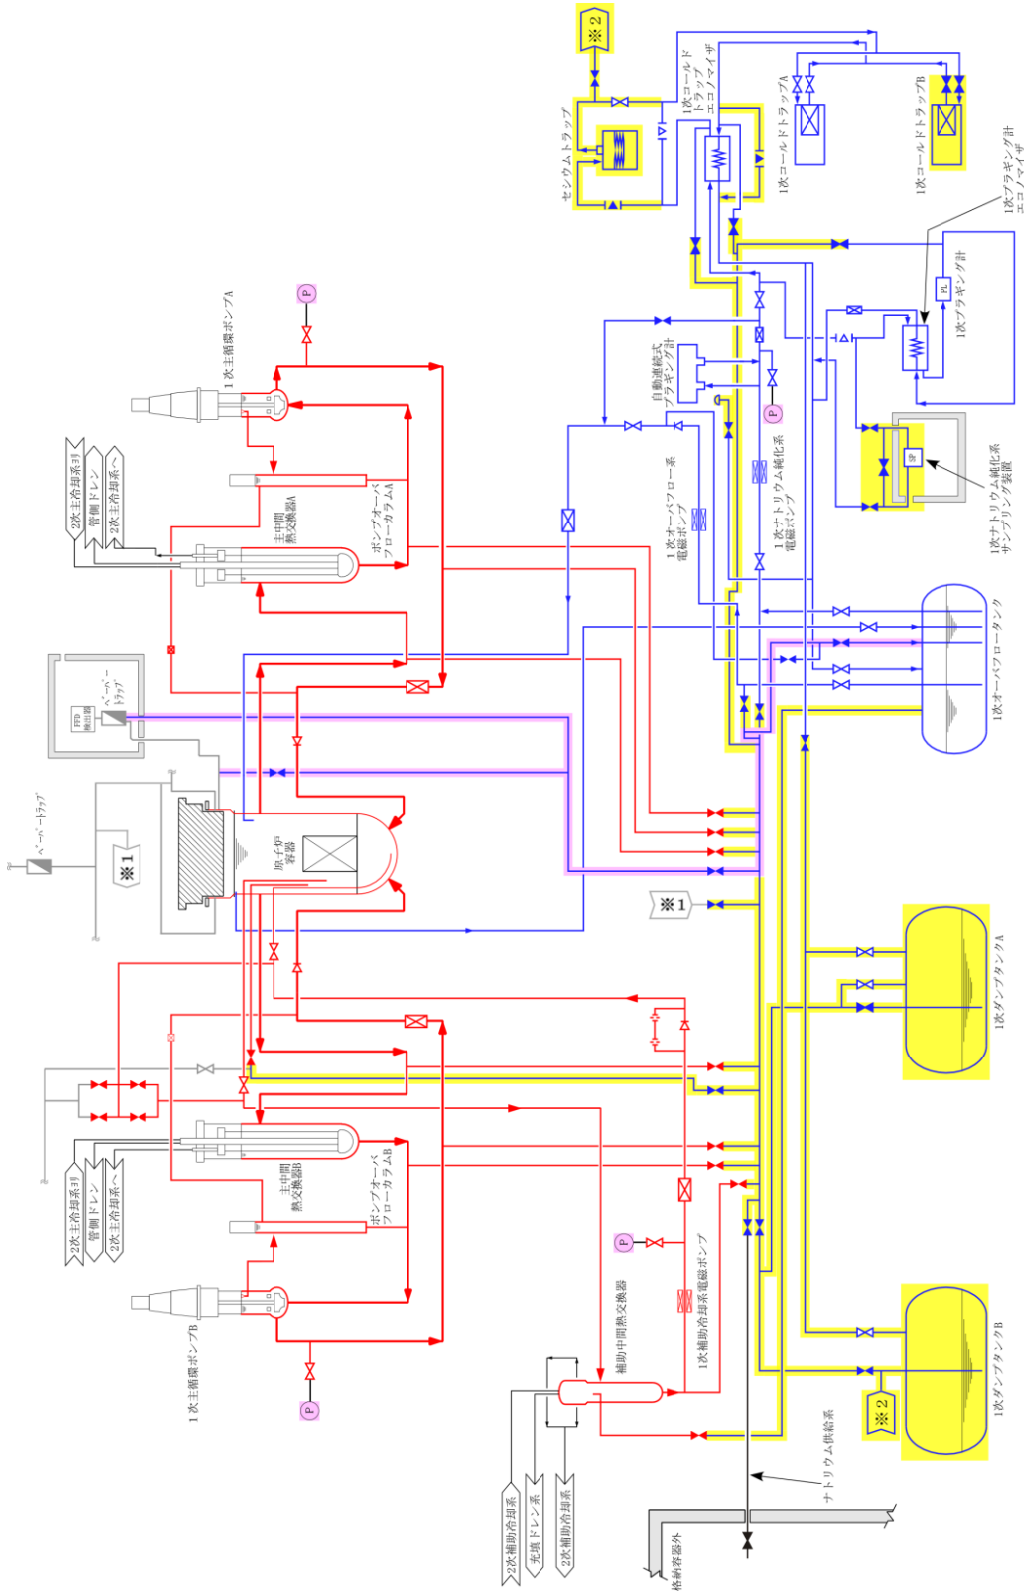 ※2
1次コールド
トラップ
エコノマイザ
セシウムトラップ
1次コールドトラップA
1次コールドトラップB
1次プラギング計
エコノマイザ
1次プラギング計
PL
P
1次主循環ポンプA
自動連続式
プラギング計
P
2次主冷却系ヨリ
管側ドレン
2次主冷却系へ
主中間
熱交換器A
ポンプオーバ
フローカラムA
1次オーバフロー系
電磁ポンプ
1次ナトリウム純化系
電磁ポンプ
SP
1次ナトリウム純化系
サンプリング装置
FFD
検出器
ベーパー
トラップ
1次オーバフロータンク
ベーパートラップ
※1
原子炉
容器
※1
1次ダンプタンクA
2次主冷却系ヨリ
管側ドレン
2次主冷却系へ
主中間
熱交換器B
ポンプオーバ
フローカラムB
P
1次主循環ポンプB
P
補助中間熱交換器
1次補助冷却系電磁ポンプ
1次ダンプタンクB
※2
2次補助冷却系
充填ドレン系
2次補助冷却系
ナトリウム供給系
格納容器外